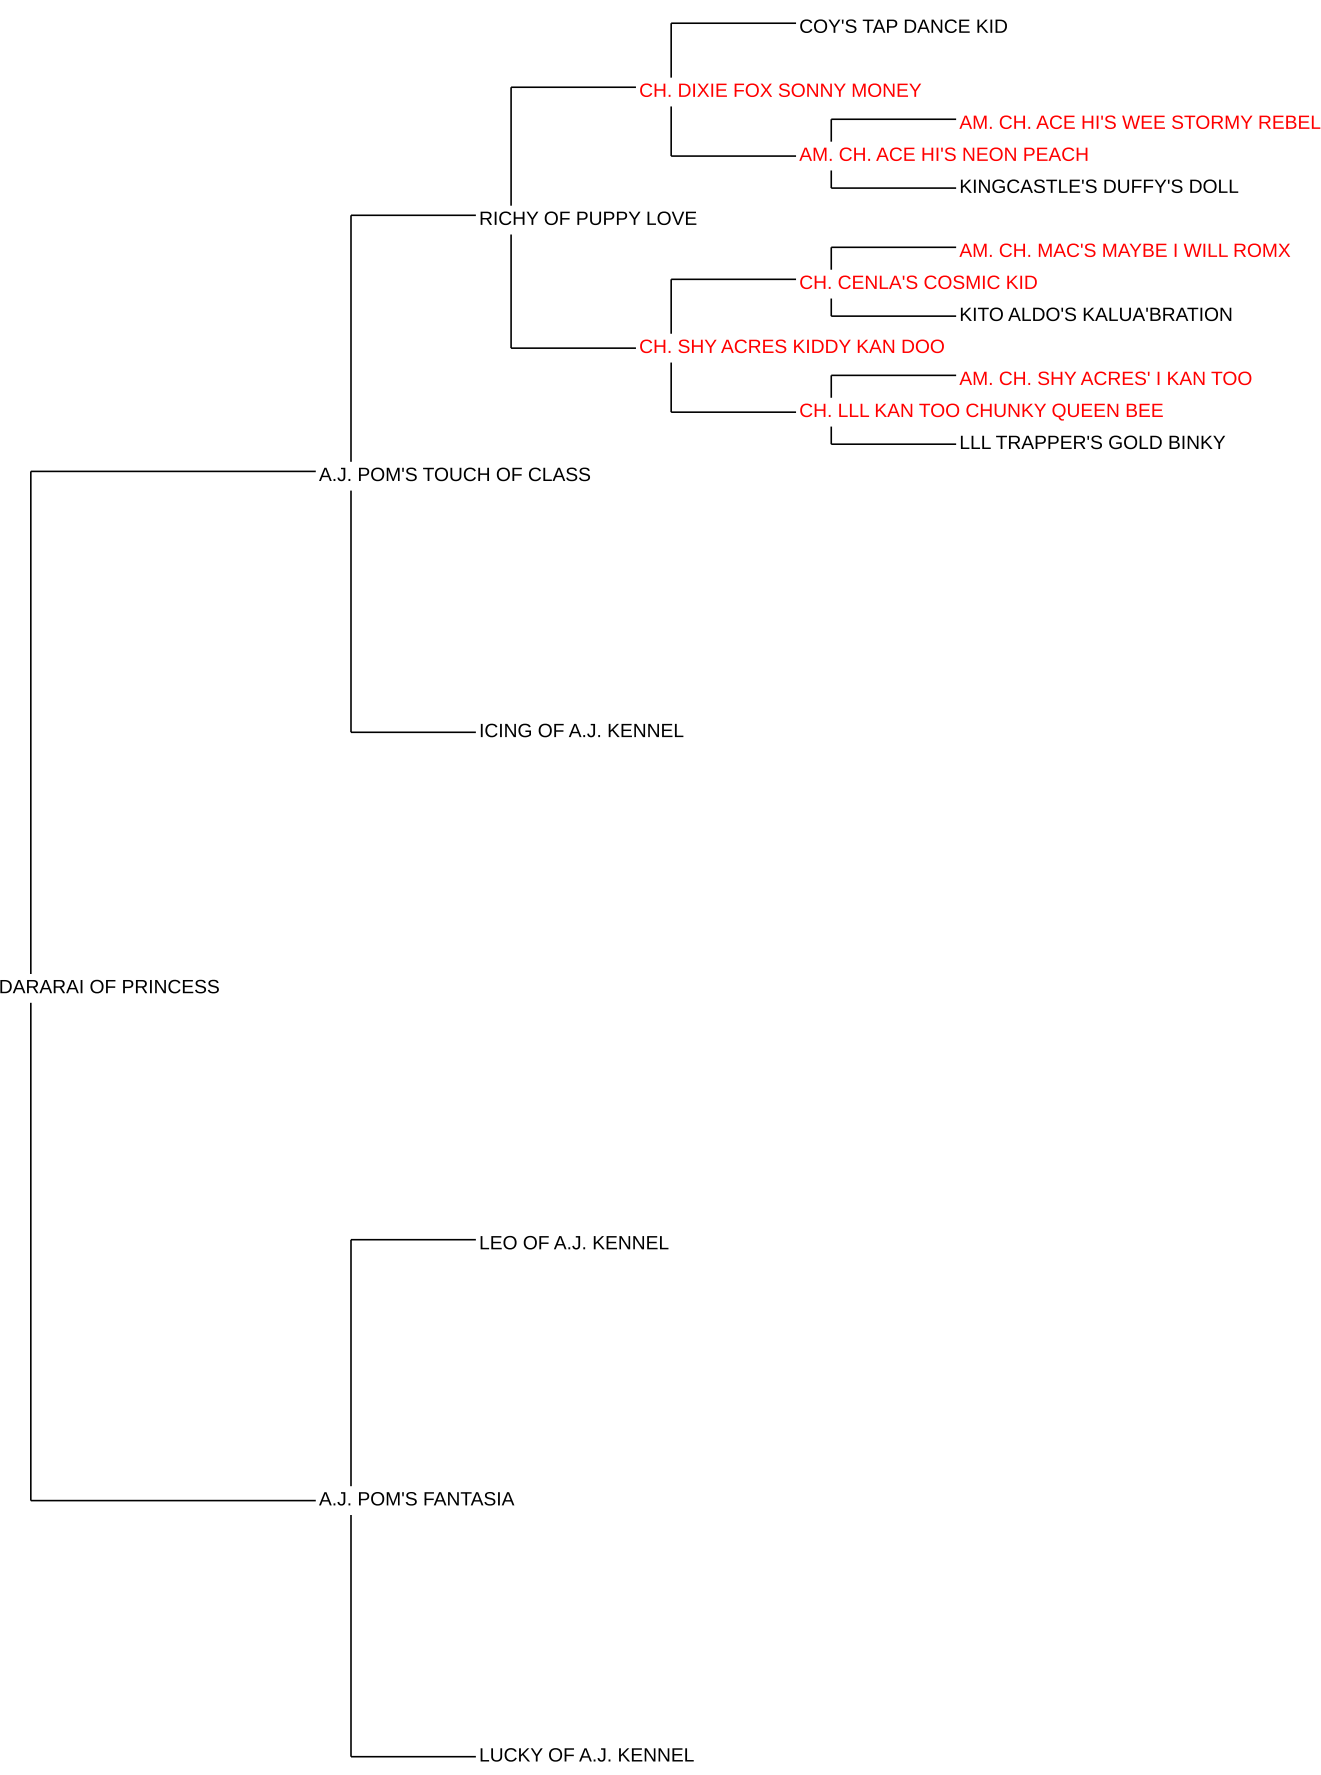 COY'S TAP DANCE KID
CH. DIXIE FOX SONNY MONEY
AM. CH. ACE HI'S WEE STORMY REBEL
AM. CH. ACE HI'S NEON PEACH
KINGCASTLE'S DUFFY'S DOLL
RICHY OF PUPPY LOVE
AM. CH. MAC'S MAYBE I WILL ROMX
CH. CENLA'S COSMIC KID
KITO ALDO'S KALUA'BRATION
CH. SHY ACRES KIDDY KAN DOO
AM. CH. SHY ACRES' I KAN TOO
CH. LLL KAN TOO CHUNKY QUEEN BEE
LLL TRAPPER'S GOLD BINKY
A.J. POM'S TOUCH OF CLASS
ICING OF A.J. KENNEL
DARARAI OF PRINCESS
LEO OF A.J. KENNEL
A.J. POM'S FANTASIA
LUCKY OF A.J. KENNEL